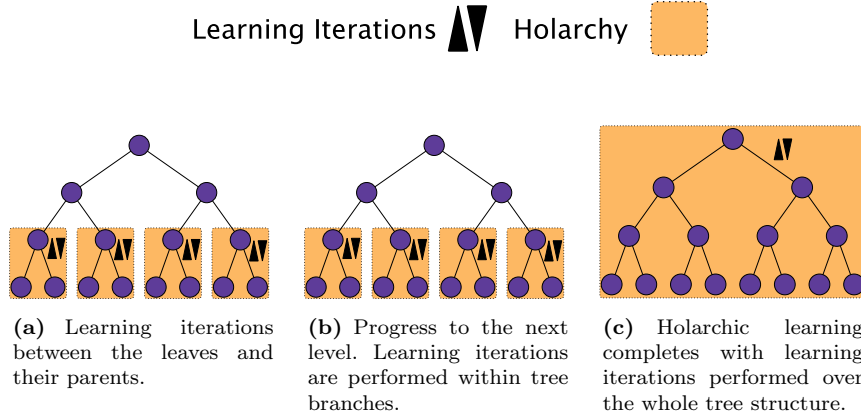 Learning Iterations Holarchy
(a) Learning iterations
between the leaves and
their parents.
(b) Progress to the next
level. Learning iterations
are performed within tree
branches.
(c) Holarchic learning
completes with learning
iterations performed over
the whole tree structure.